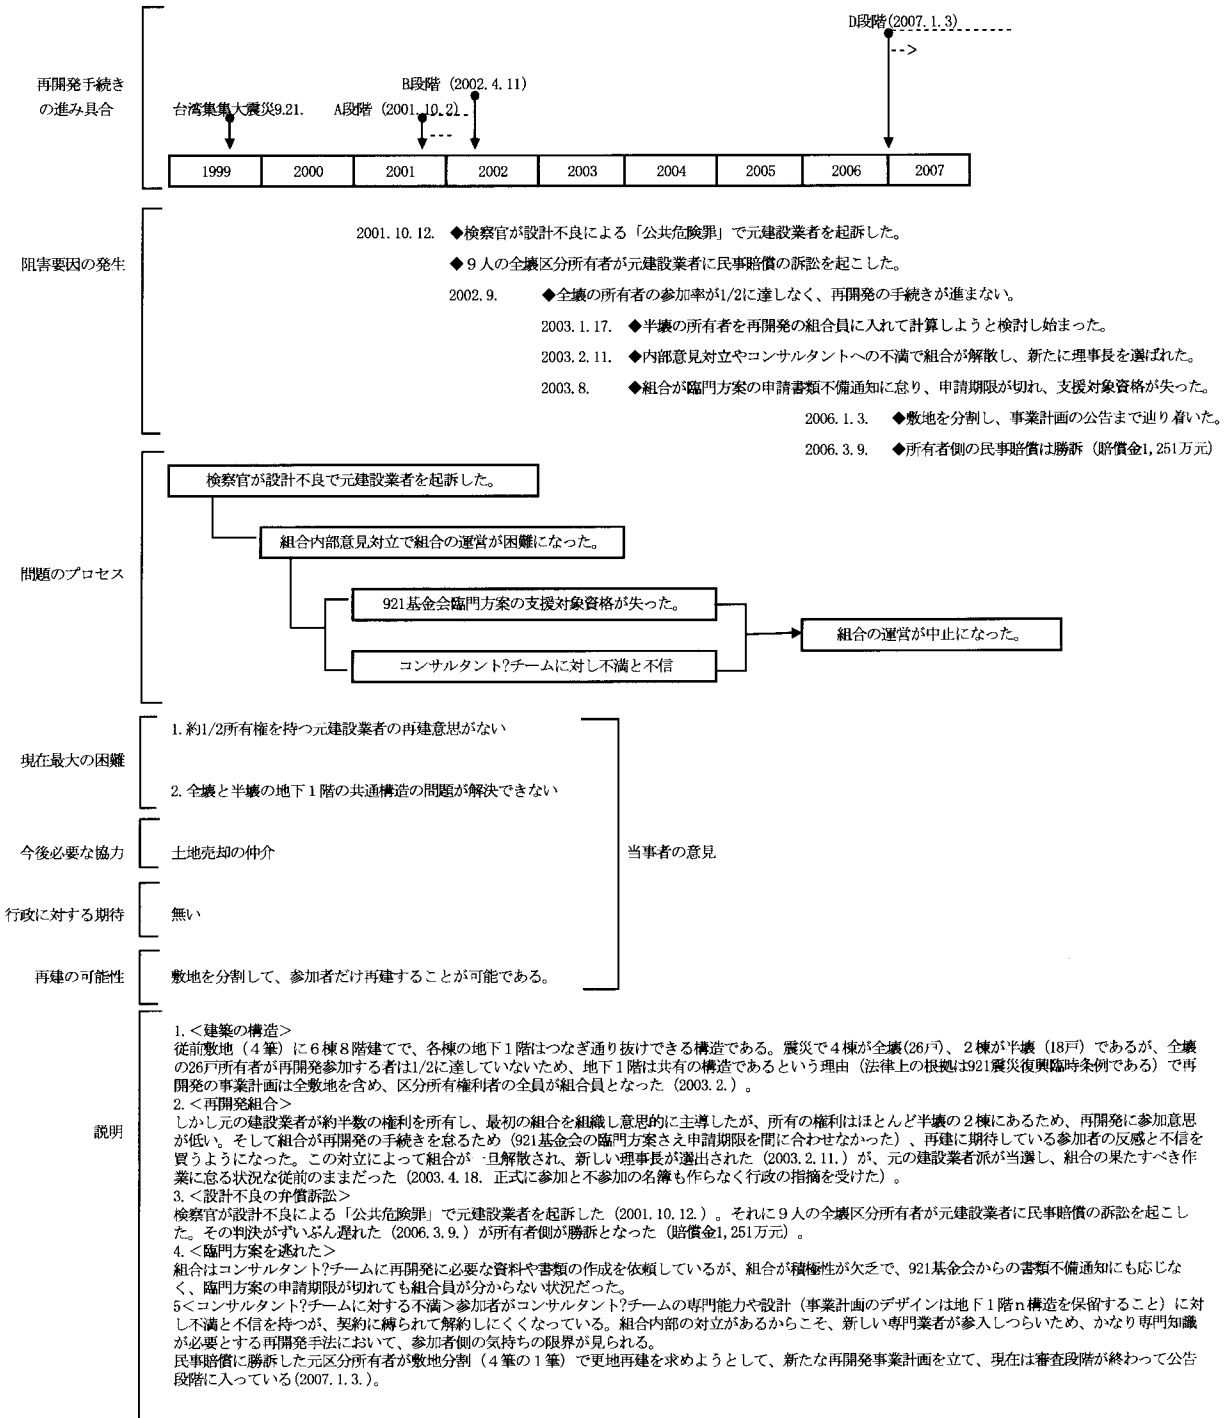 D段階(2007.1.3)
-->
再開発手続き
の進み具合
B段階 (2002.4.11)
台湾集集大震災9.21.
A段階 (2001.10.2)
1999 2000 2001 2002 2003 2004 2005 2006 2007
阻害要因の発生
2001.10.12. ◆検察官が設計不良による「公共危険罪」で元建設業者を起訴した。
◆9人の全壊区分所有者が元建設業者に民事賠償の訴訟を起こした。
2002.9. ◆全壊の所有者の参加率が1/2に達しなく、再開発の手続きが進まない。
2003.1.17. ◆半壊の所有者を再開発の組合員に入れて計算しようと検討し始まった。
2003.2.11. ◆内部意見対立やコンサルタントへの不満で組合が解散し、新たに理事長を選ばれた。
2003.8. ◆組合が臨門方案の申請書類不備通知に怠り、申請期限が切れ、支援対象資格が失った。
2006.1.3. ◆敷地を分割し、事業計画の公告まで辿り着いた。
2006.3.9. ◆所有者側の民事賠償は勝訴(賠償金1,251万元)
問題のプロセス
検察官が設計不良で元建設業者を起訴した。
組合内部意見対立で組合の運営が困難になった。
921基金会臨門方案の支援対象資格が失った。
コンサルタント?チームに対し不満と不信
組合の運営が中止になった。
現在最大の困難
1.約1/2所有権を持つ元建設業者の再建意思がない
2.全壊と半壊の地下1階の共通構造の問題が解決できない
今後必要な協力
土地売却の仲介
当事者の意見
行政に対する期待
無い
再建の可能性
敷地を分割して、参加者だけ再建することが可能である。
説明
1.<建築の構造>
従前敷地(4筆)に6棟8階建てで、各棟の地下1階はつなぎ通り抜けできる構造である。震災で4棟が全壊(26戸)、2棟が半壊(18戸)であるが、全壊
の26戸所有者が再開発参加する者は1/2に達していないため、地下1階は共有の構造であるという理由(法律上の根拠は921震災復興臨時条例である)で再
開発の事業計画は全敷地を含め、区分所有権利者の全員が組合員となった(2003.2.)。
2.<再開発組合>
しかし元の建設業者が約半数の権利を所有し、最初の組合を組織し意思的に主導したが、所有の権利はほとんど半壊の2棟にあるため、再開発に参加意思
が低い。そして組合が再開発の手続きを怠るため(921基金会の臨門方案さえ申請期限を間に合わせなかった)、再建に期待している参加者の反感と不信を
買うようになった。この対立によって組合が一旦解散され、新しい理事長が選出された(2003.2.11.)が、元の建設業者派が当選し、組合の果たすべき作
業に怠る状況な従前のままだった(2003.4.18. 正式に参加と不参加の名簿も作らなく行政の指摘を受けた)。
3.<設計不良の弁償訴訟>
検察官が設計不良による「公共危険罪」で元建設業者を起訴した(2001.10.12.)。それに9人の全壊区分所有者が元建設業者に民事賠償の訴訟を起こし
た。その判決がずいぶん遅れた(2006.3.9.)が所有者側が勝訴となった(賠償金1,251万元)。
4.<臨門方案を逃れた>
組合はコンサルタント?チームに再開発に必要な資料や書類の作成を依頼しているが、組合が積極性が欠乏で、921基金会からの書類不備通知にも応じな
く、臨門方案の申請期限が切れても組合員が分からない状況だった。
5<コンサルタント?チームに対する不満>参加者がコンサルタント?チームの専門能力や設計(事業計画のデザインは地下1階n構造を保留すること)に対
し不満と不信を持つが、契約に縛られて解約しにくくなっている。組合内部の対立があるからこそ、新しい専門業者が参入しつらいため、かなり専門知識
が必要とする再開発手法において、参加者側の気持ちの限界が見られる。
民事賠償に勝訴した元区分所有者が敷地分割(4筆の1筆)で更地再建を求めようとして、新たな再開発事業計画を立て、現在は審査段階が終わって公告
段階に入っている(2007.1.3.)。